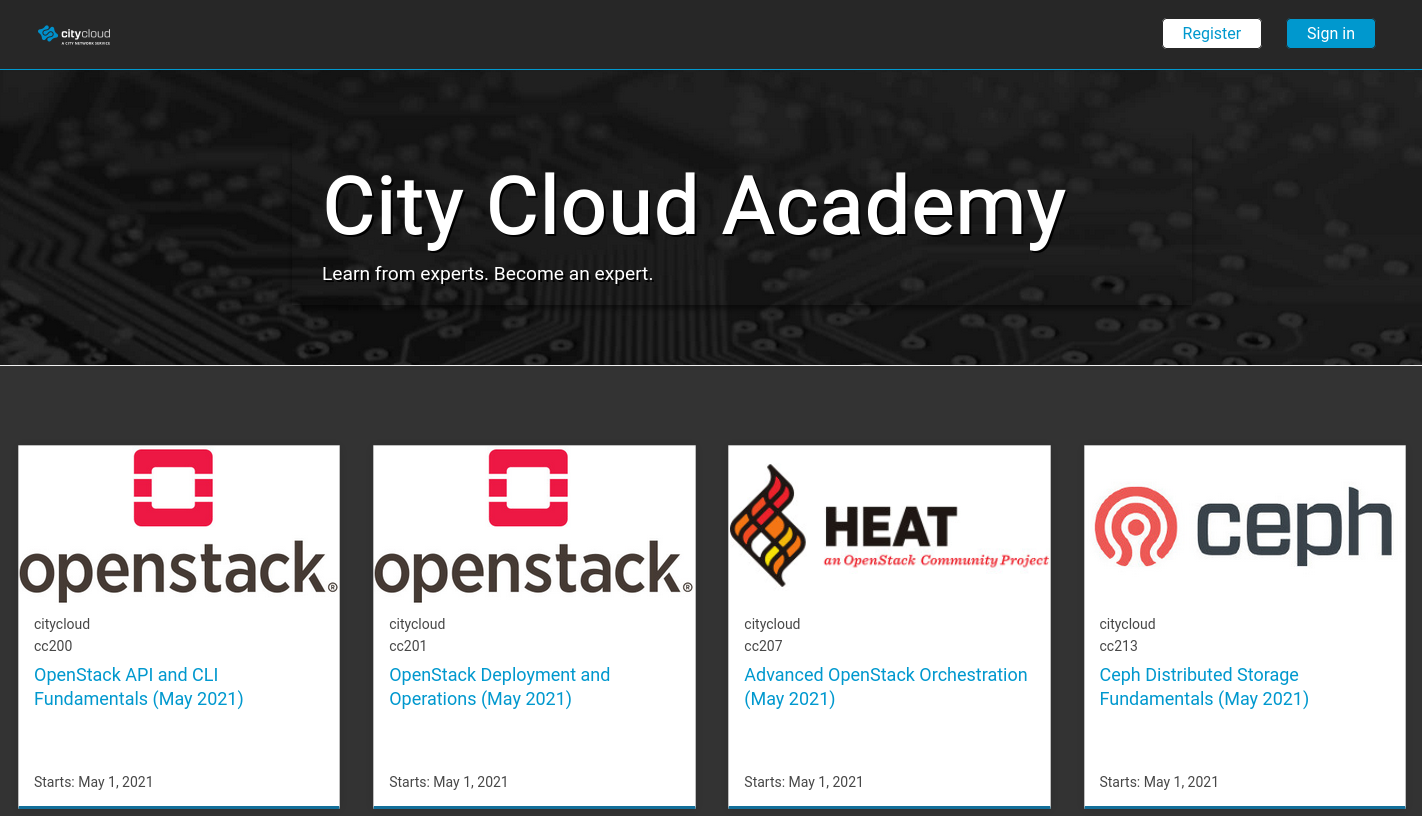 citycloud
A CITY NETWORK SERVICE
Register
Sign in
City Cloud Academy
Learn from experts. Become an expert.
openstack®
citycloud
cc200
OpenStack API and CLI
Fundamentals (May 2021)
Starts: May 1, 2021
openstack®
citycloud
cc201
OpenStack Deployment and
Operations (May 2021)
Starts: May 1, 2021
HEAT
an OpenStack Community Project
citycloud
cc207
Advanced OpenStack Orchestration
(May 2021)
Starts: May 1, 2021
ceph
citycloud
cc213
Ceph Distributed Storage
Fundamentals (May 2021)
Starts: May 1, 2021